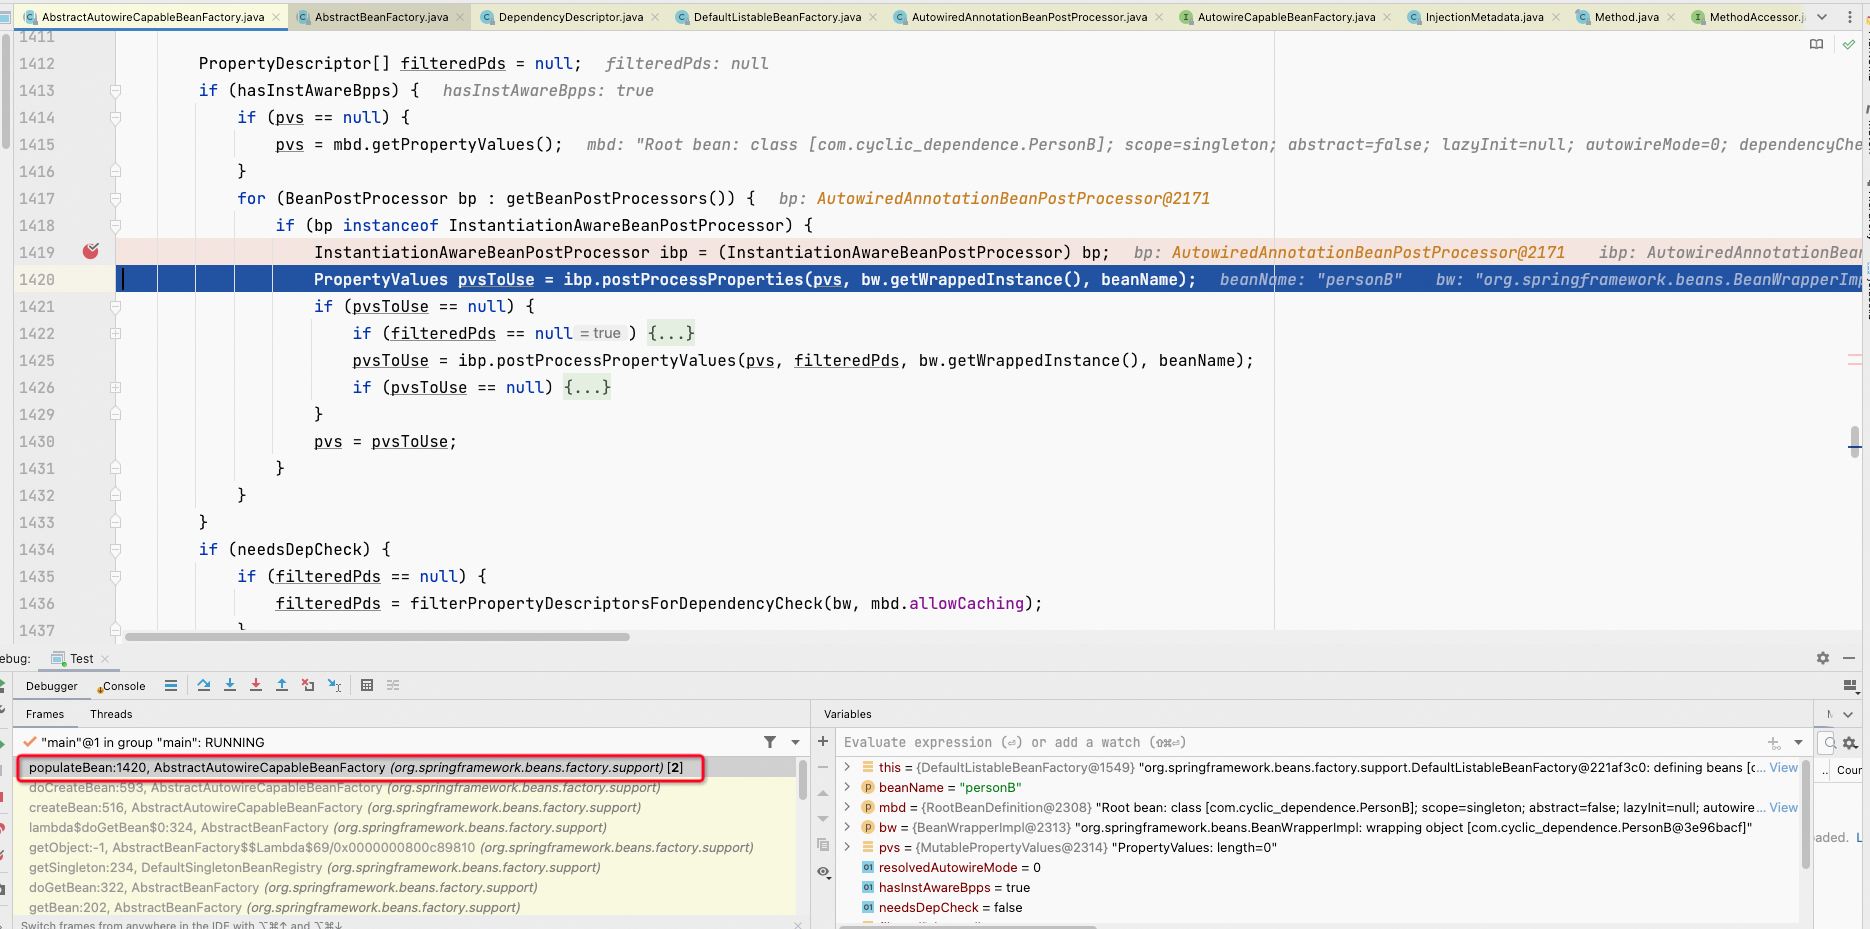 AbstractAutowireCapableBeanFactory.java
AbstractBeanFactory.java
DependencyDescriptor.java
DefaultListableBeanFactory.java
AutowiredAnnotationBeanPostProcessor.java
AutowireCapableBeanFactory.java
InjectionMetadata.java
Method.java
MethodAccessor.j
1411
1412 PropertyDescriptor[] filteredPds = null; filteredPds: null
1413 if (hasInstAwareBpps) { hasInstAwareBpps: true
1414 if (pvs == null) {
1415 pvs = mbd.getPropertyValues(); mbd: "Root bean: class [com.cyclic_dependence.PersonB]; scope=singleton; abstract=false; lazyInit=null; autowireMode=0; dependencyChe
1416 }
1417 for (BeanPostProcessor bp : getBeanPostProcessors()) { bp: AutowiredAnnotationBeanPostProcessor@2171
1418 if (bp instanceof InstantiationAwareBeanPostProcessor) {
1419 InstantiationAwareBeanPostProcessor ibp = (InstantiationAwareBeanPostProcessor) bp; bp: AutowiredAnnotationBeanPostProcessor@2171 ibp: AutowiredAnnotationBean
1420 PropertyValues pvsToUse = ibp.postProcessProperties(pvs, bw.getWrappedInstance(), beanName); beanName: "personB" bw: "org.springframework.beans.BeanWrapperImp
1421 if (pvsToUse == null) {
1422 if (filteredPds == null = true ) {...}
1425 pvsToUse = ibp.postProcessPropertyValues(pvs, filteredPds, bw.getWrappedInstance(), beanName);
1426 if (pvsToUse == null) {...}
1429 }
1430 pvs = pvsToUse;
1431 }
1432 }
1433 }
1434 if (needsDepCheck) {
1435 if (filteredPds == null) {
1436 filteredPds = filterPropertyDescriptorsForDependencyCheck(bw, mbd.allowCaching);
1437 }
ebug: Test
Debugger Console
Frames Threads
"main"@1 in group "main": RUNNING
populateBean:1420, AbstractAutowireCapableBeanFactory (org.springframework.beans.factory.support) [2]
doCreateBean:593, AbstractAutowireCapableBeanFactory (org.springframework.beans.factory.support)
createBean:516, AbstractAutowireCapableBeanFactory (org.springframework.beans.factory.support)
lambda$doGetBean$0:324, AbstractBeanFactory (org.springframework.beans.factory.support)
getObject:-1, AbstractBeanFactory$$Lambda$69/0x0000000800c89810 (org.springframework.beans.factory.support)
getSingleton:234, DefaultSingletonBeanRegistry (org.springframework.beans.factory.support)
doGetBean:322, AbstractBeanFactory (org.springframework.beans.factory.support)
getBean:202, AbstractBeanFactory (org.springframework.beans.factory.support)
Switch frames from anywhere in the IDE with ⌥⌘↑ and ⌥⌘↓
Variables
Evaluate expression (⏎) or add a watch (⇧⌘⏎)
this = {DefaultListableBeanFactory@1549} "org.springframework.beans.factory.support.DefaultListableBeanFactory@221af3c0: defining beans [c... View
beanName = "personB"
mbd = {RootBeanDefinition@2308} "Root bean: class [com.cyclic_dependence.PersonB]; scope=singleton; abstract=false; lazyInit=null; autowire... View
bw = {BeanWrapperImpl@2313} "org.springframework.beans.BeanWrapperImpl: wrapping object [com.cyclic_dependence.PersonB@3e96bacf]"
pvs = {MutablePropertyValues@2314} "PropertyValues: length=0"
resolvedAutowireMode = 0
hasInstAwareBpps = true
needsDepCheck = false
Coun
aded. L